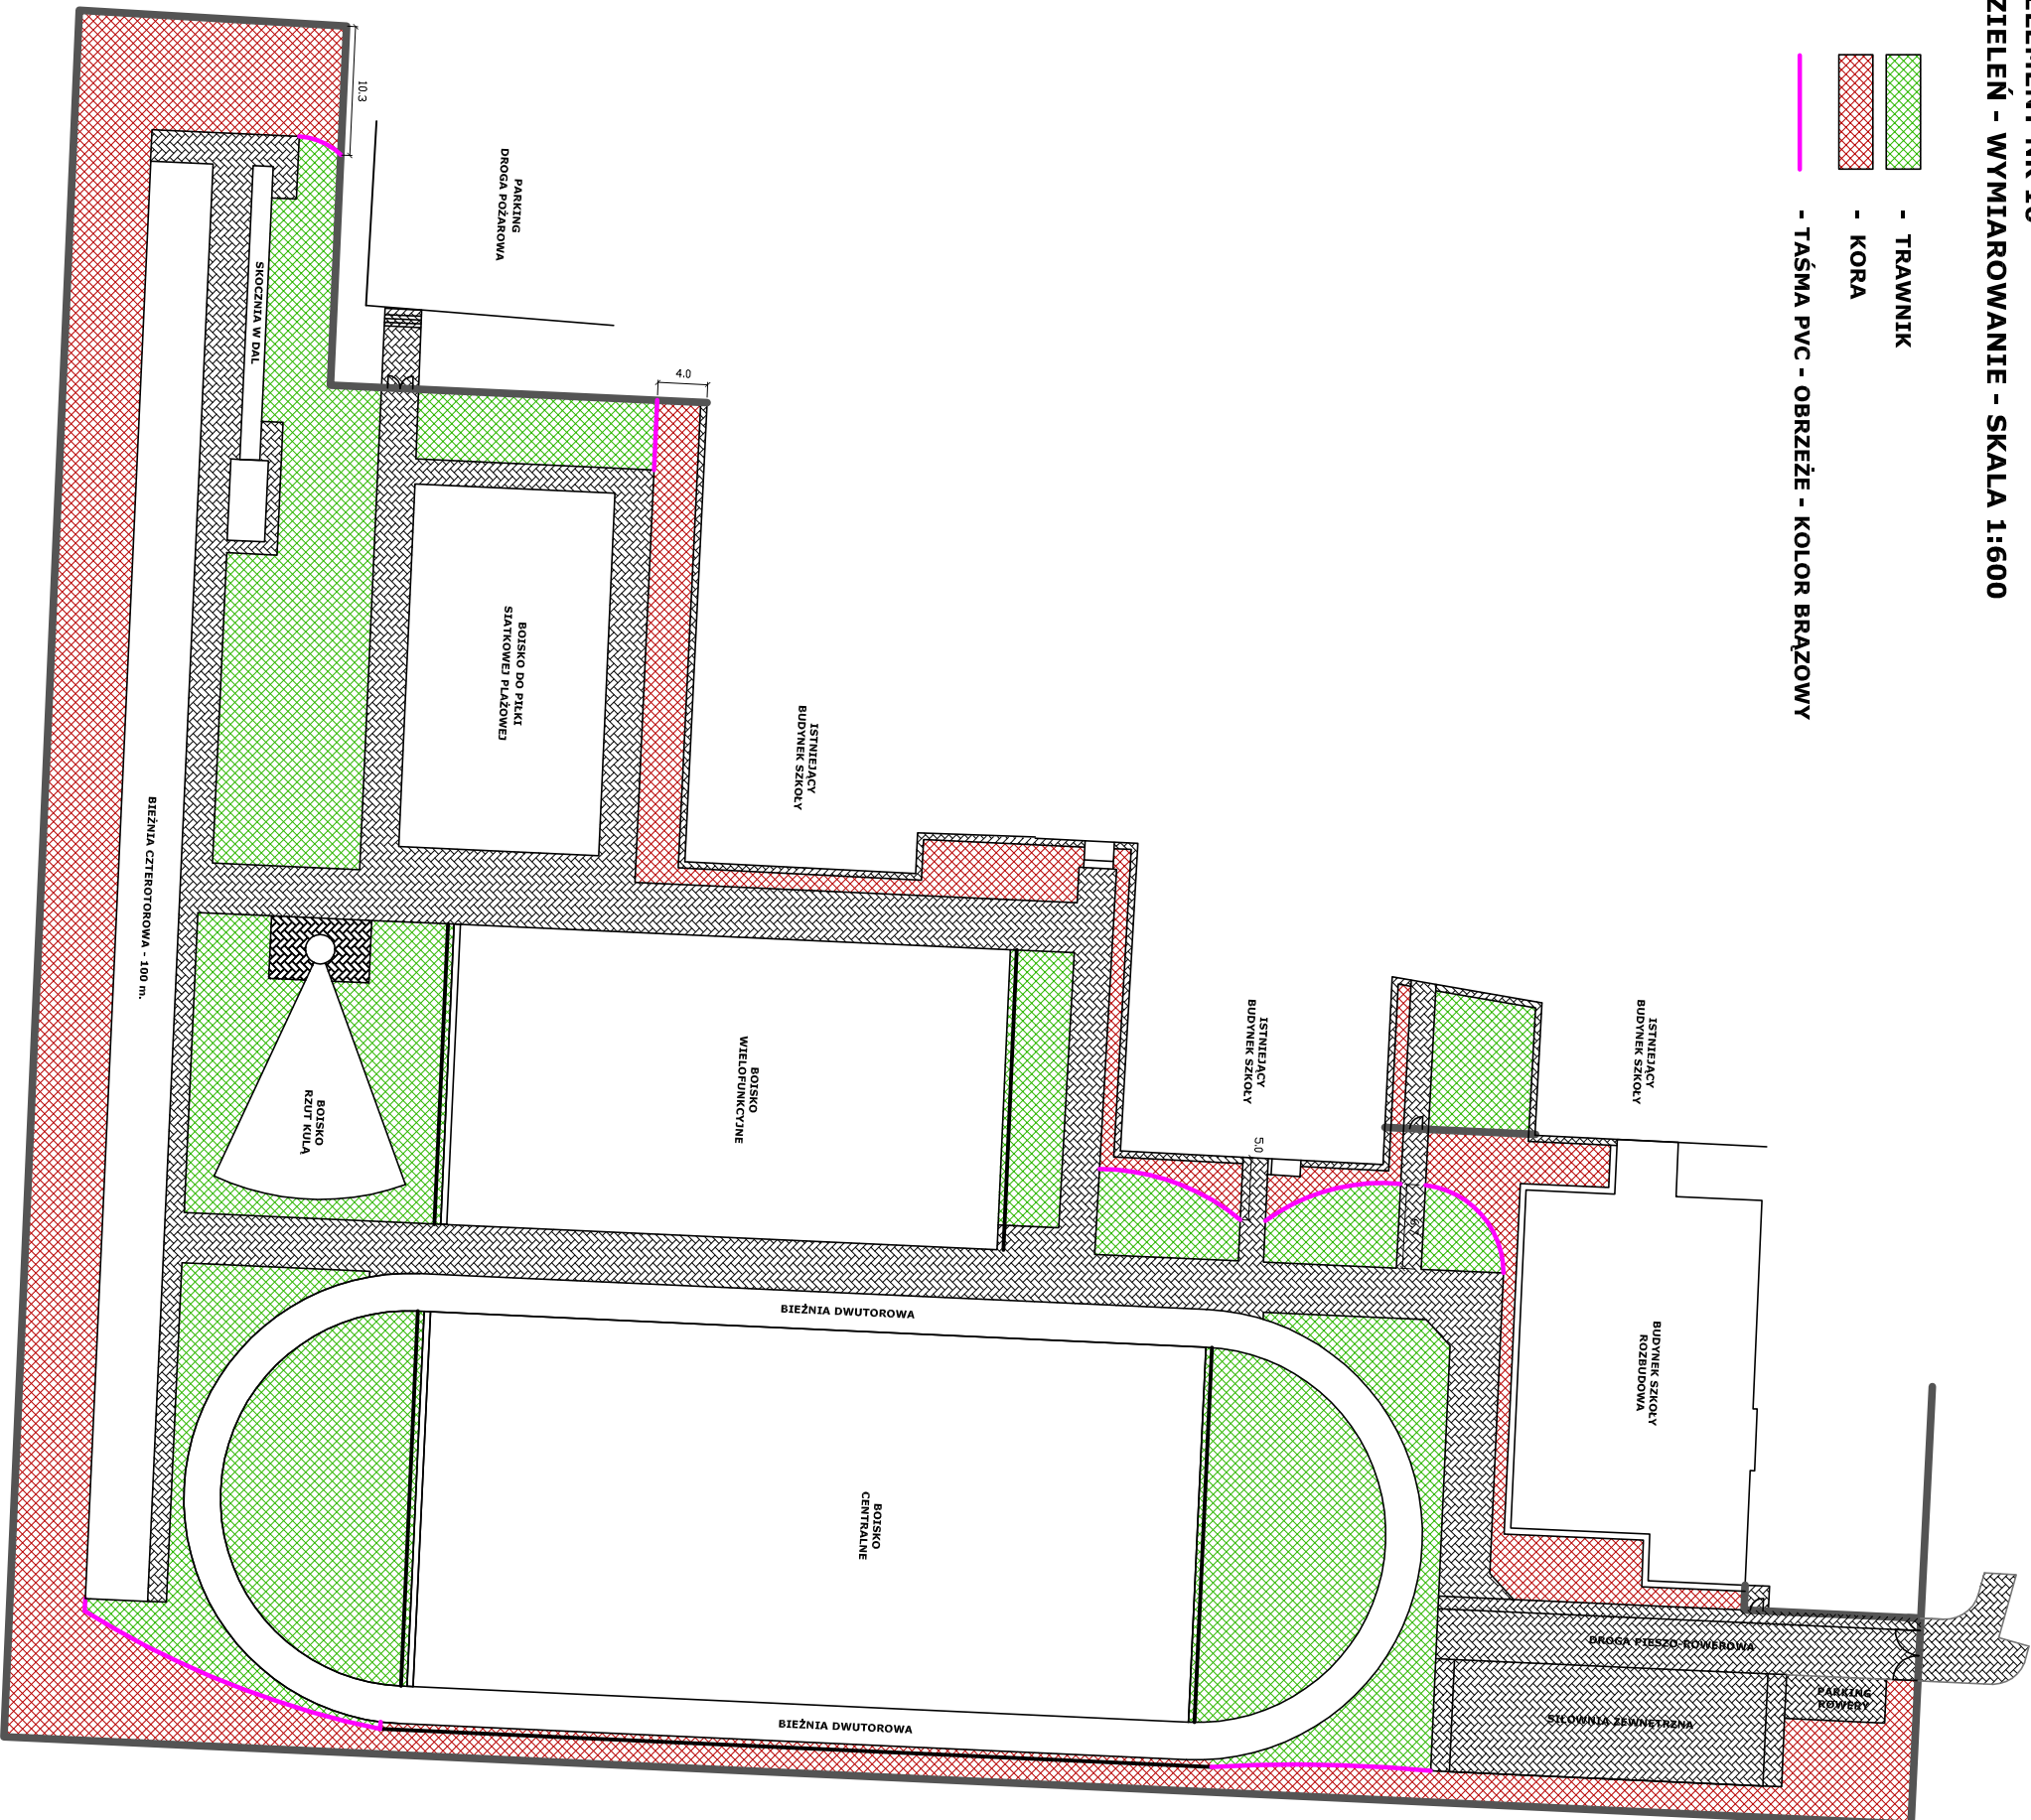 ZIELEŃ - WYMIAROWANIE - SKALA 1:600
- TRAWNIK
- KORA
- TAŚMA PVC - OBRZEŻE - KOLOR BRĄZOWY
10.3
PARKING
DROGA POŻAROWA
SKOCZNIA W DAL
4.0
BOISKO DO PIŁKI
SIATKOWEJ PLAŻOWEJ
ISTNIEJĄCY
BUDYNEK SZKOŁY
BIEŻNIA CZTEROTOROWA - 100 m.
BOISKO
RZUT KULĄ
BOISKO
WIELOFUNKCYJNE
ISTNIEJĄCY
BUDYNEK SZKOŁY
5.0
ISTNIEJĄCY
BUDYNEK SZKOŁY
BUDYNEK SZKOŁY
ROZBUDOWA
BIEŻNIA DWUTOROWA
BOISKO
CENTRALNE
BIEŻNIA DWUTOROWA
DROGA PIESZO-ROWEROWA
PARKING
ROWERY
SIŁOWNIA ZEWNĘTRZNA